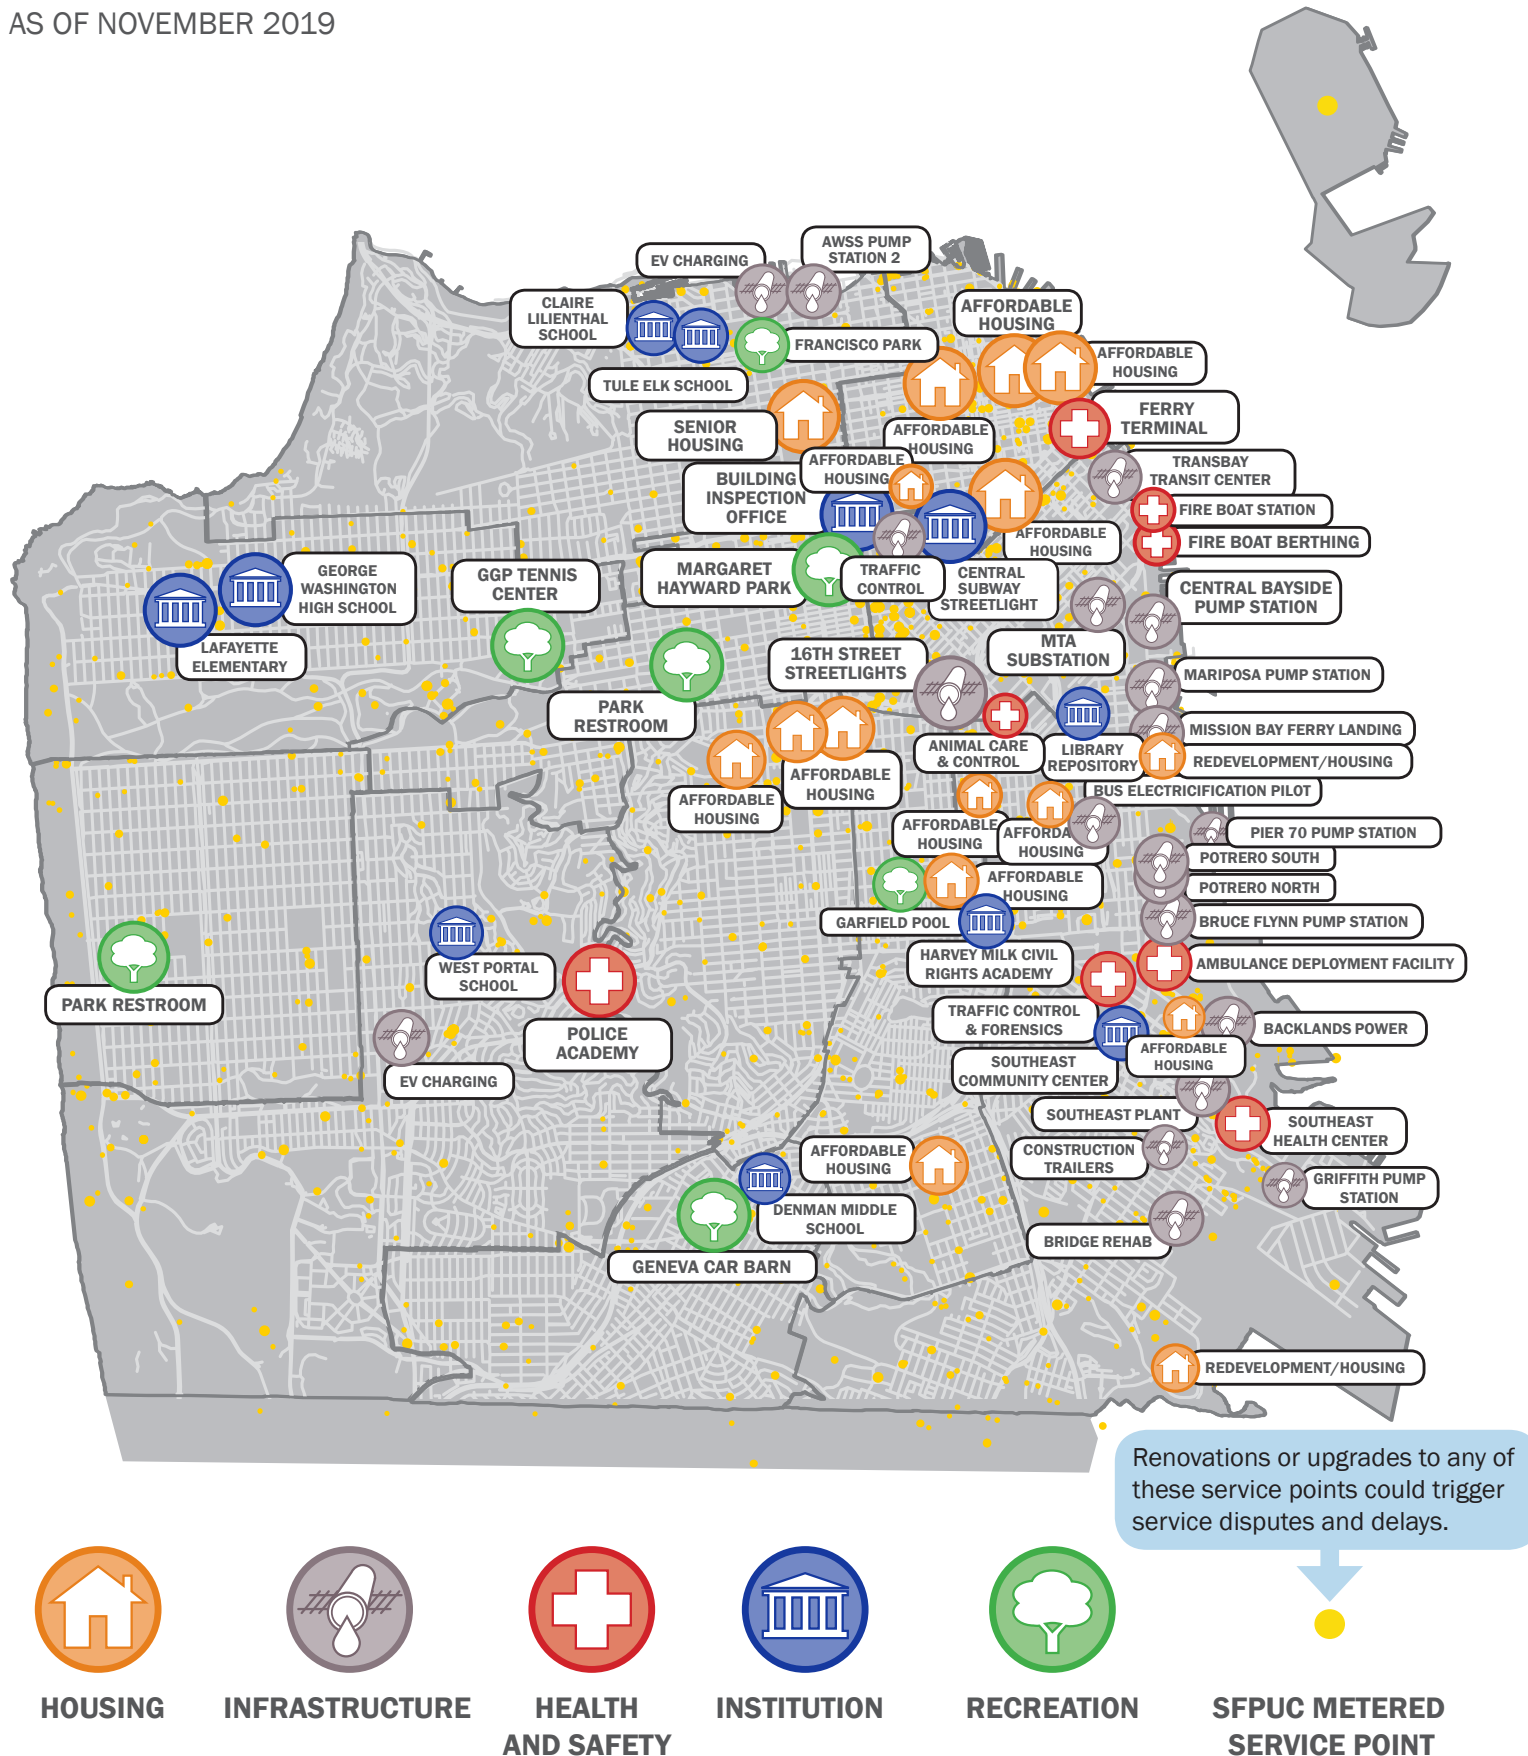 AS OF NOVEMBER 2019
EV CHARGING
AWSS PUMP
STATION 2
CLAIRE
LILIENTHAL
SCHOOL
FRANCISCO PARK
TULE ELK SCHOOL
AFFORDABLE
HOUSING
AFFORDABLE
HOUSING
SENIOR
HOUSING
AFFORDABLE
HOUSING
FERRY
TERMINAL
AFFORDABLE
HOUSING
BUILDING
INSPECTION
OFFICE
TRANSBAY
TRANSIT CENTER
FIRE BOAT STATION
AFFORDABLE
HOUSING
FIRE BOAT BERTHING
GEORGE
WASHINGTON
HIGH SCHOOL
LAFAYETTE
ELEMENTARY
GGP TENNIS
CENTER
MARGARET
HAYWARD PARK
TRAFFIC
CONTROL
CENTRAL
SUBWAY
STREETLIGHT
CENTRAL BAYSIDE
PUMP STATION
16TH STREET
STREETLIGHTS
MTA
SUBSTATION
MARIPOSA PUMP STATION
PARK
RESTROOM
ANIMAL CARE
& CONTROL
LIBRARY
REPOSITORY
MISSION BAY FERRY LANDING
REDEVELOPMENT/HOUSING
AFFORDABLE
HOUSING
AFFORDABLE
HOUSING
BUS ELECTRICIFICATION PILOT
AFFORDABLE
HOUSING
AFFORDA
HOUSING
PIER 70 PUMP STATION
POTRERO SOUTH
AFFORDABLE
HOUSING
POTRERO NORTH
GARFIELD POOL
BRUCE FLYNN PUMP STATION
HARVEY MILK CIVIL
RIGHTS ACADEMY
AMBULANCE DEPLOYMENT FACILITY
WEST PORTAL
SCHOOL
PARK RESTROOM
TRAFFIC CONTROL
& FORENSICS
BACKLANDS POWER
POLICE
ACADEMY
AFFORDABLE
HOUSING
EV CHARGING
SOUTHEAST
COMMUNITY CENTER
SOUTHEAST PLANT
SOUTHEAST
HEALTH CENTER
AFFORDABLE
HOUSING
CONSTRUCTION
TRAILERS
GRIFFITH PUMP
STATION
DENMAN MIDDLE
SCHOOL
BRIDGE REHAB
GENEVA CAR BARN
REDEVELOPMENT/HOUSING
Renovations or upgrades to any of
these service points could trigger
service disputes and delays.
HOUSING
INFRASTRUCTURE
HEALTH
AND SAFETY
INSTITUTION
RECREATION
SFPUC METERED
SERVICE POINT